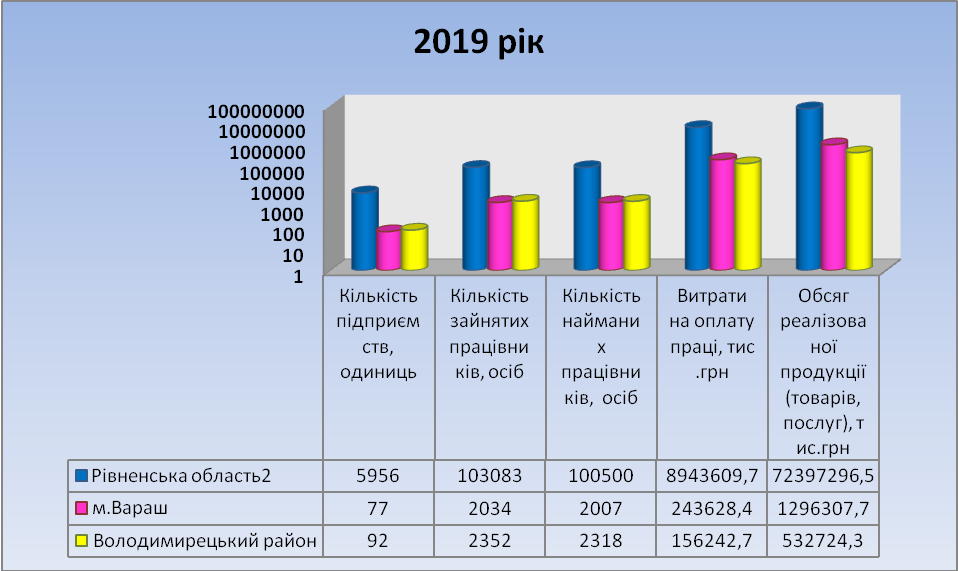 2019 рік
100000000
10000000
1000000
100000
10000
1000
100
10
1
Кількість
підприєм
ств,
одиниць
Кількість
зайнятих
працівни
ків, осіб
Кількість
наймани
х
працівни
ків, осіб
Витрати
на оплату
праці, тис
.грн
Обсяг
реалізова
ної
продукції
(товарів,
послуг), т
ис.грн
Рівненська область2 5956 103083 100500 8943609,7 72397296,5
м.Вараш 77 2034 2007 243628,4 1296307,7
Володимирецький район 92 2352 2318 156242,7 532724,3